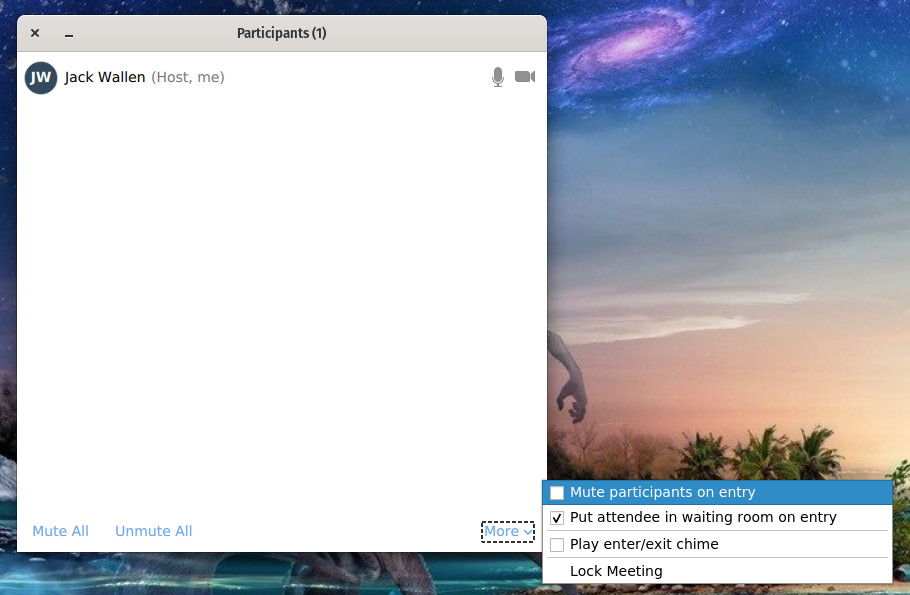 Participants (1)
JW Jack Wallen (Host, me)
Mute All Unmute All More
Mute participants on entry
Put attendee in waiting room on entry
Play enter/exit chime
Lock Meeting